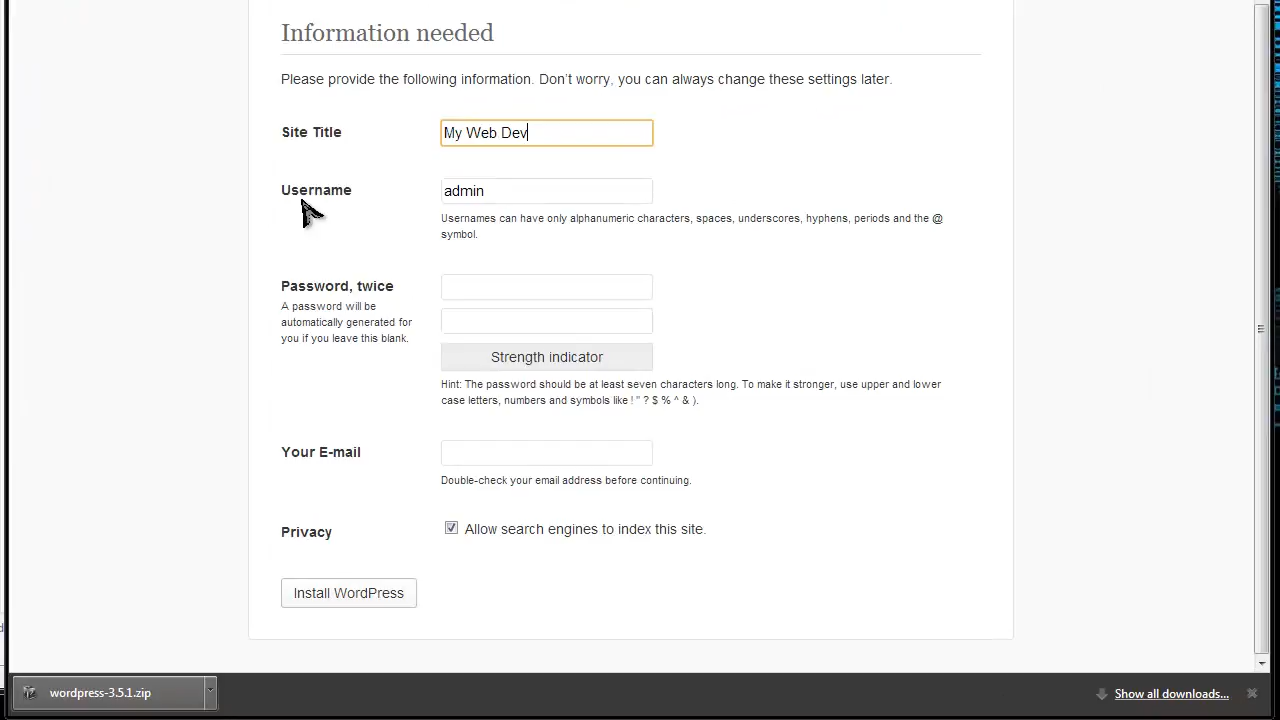 Information needed
Please provide the following information. Don't worry, you can always change these settings later.
Site Title
My Web Dev
Username
admin
Usernames can have only alphanumeric characters, spaces, underscores, hyphens, periods and the @
symbol.
Password, twice
A password will be
automatically generated for
you if you leave this blank.
Strength indicator
Hint: The password should be at least seven characters long. To make it stronger, use upper and lower
case letters, numbers and symbols like ! " ? $ % ^ & ).
Your E-mail
Double-check your email address before continuing.
Privacy
Allow search engines to index this site.
Install WordPress
wordpress-3.5.1.zip
Show all downloads...